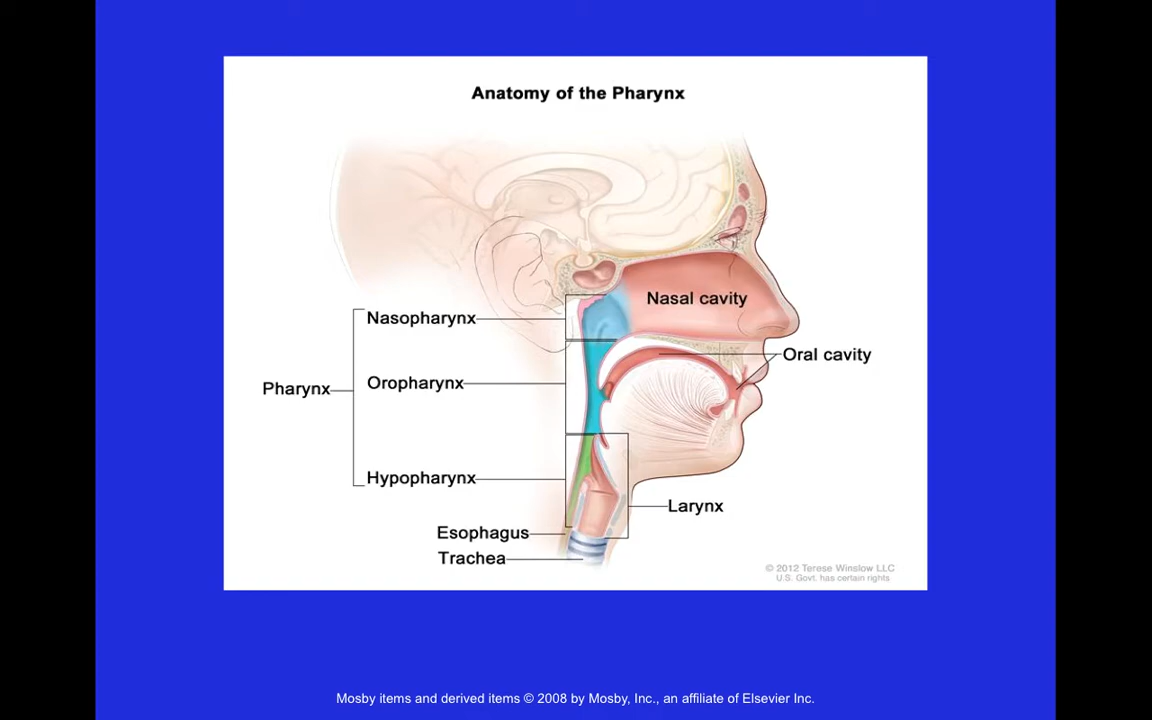 Anatomy of the Pharynx
Nasal cavity
Nasopharynx
Oral cavity
Oropharynx
Pharynx
Hypopharynx
Larynx
Esophagus
Trachea
© 2012 Terese Winslow LLC
U.S. Govt. has certain rights
Mosby items and derived items © 2008 by Mosby, Inc., an affiliate of Elsevier Inc.